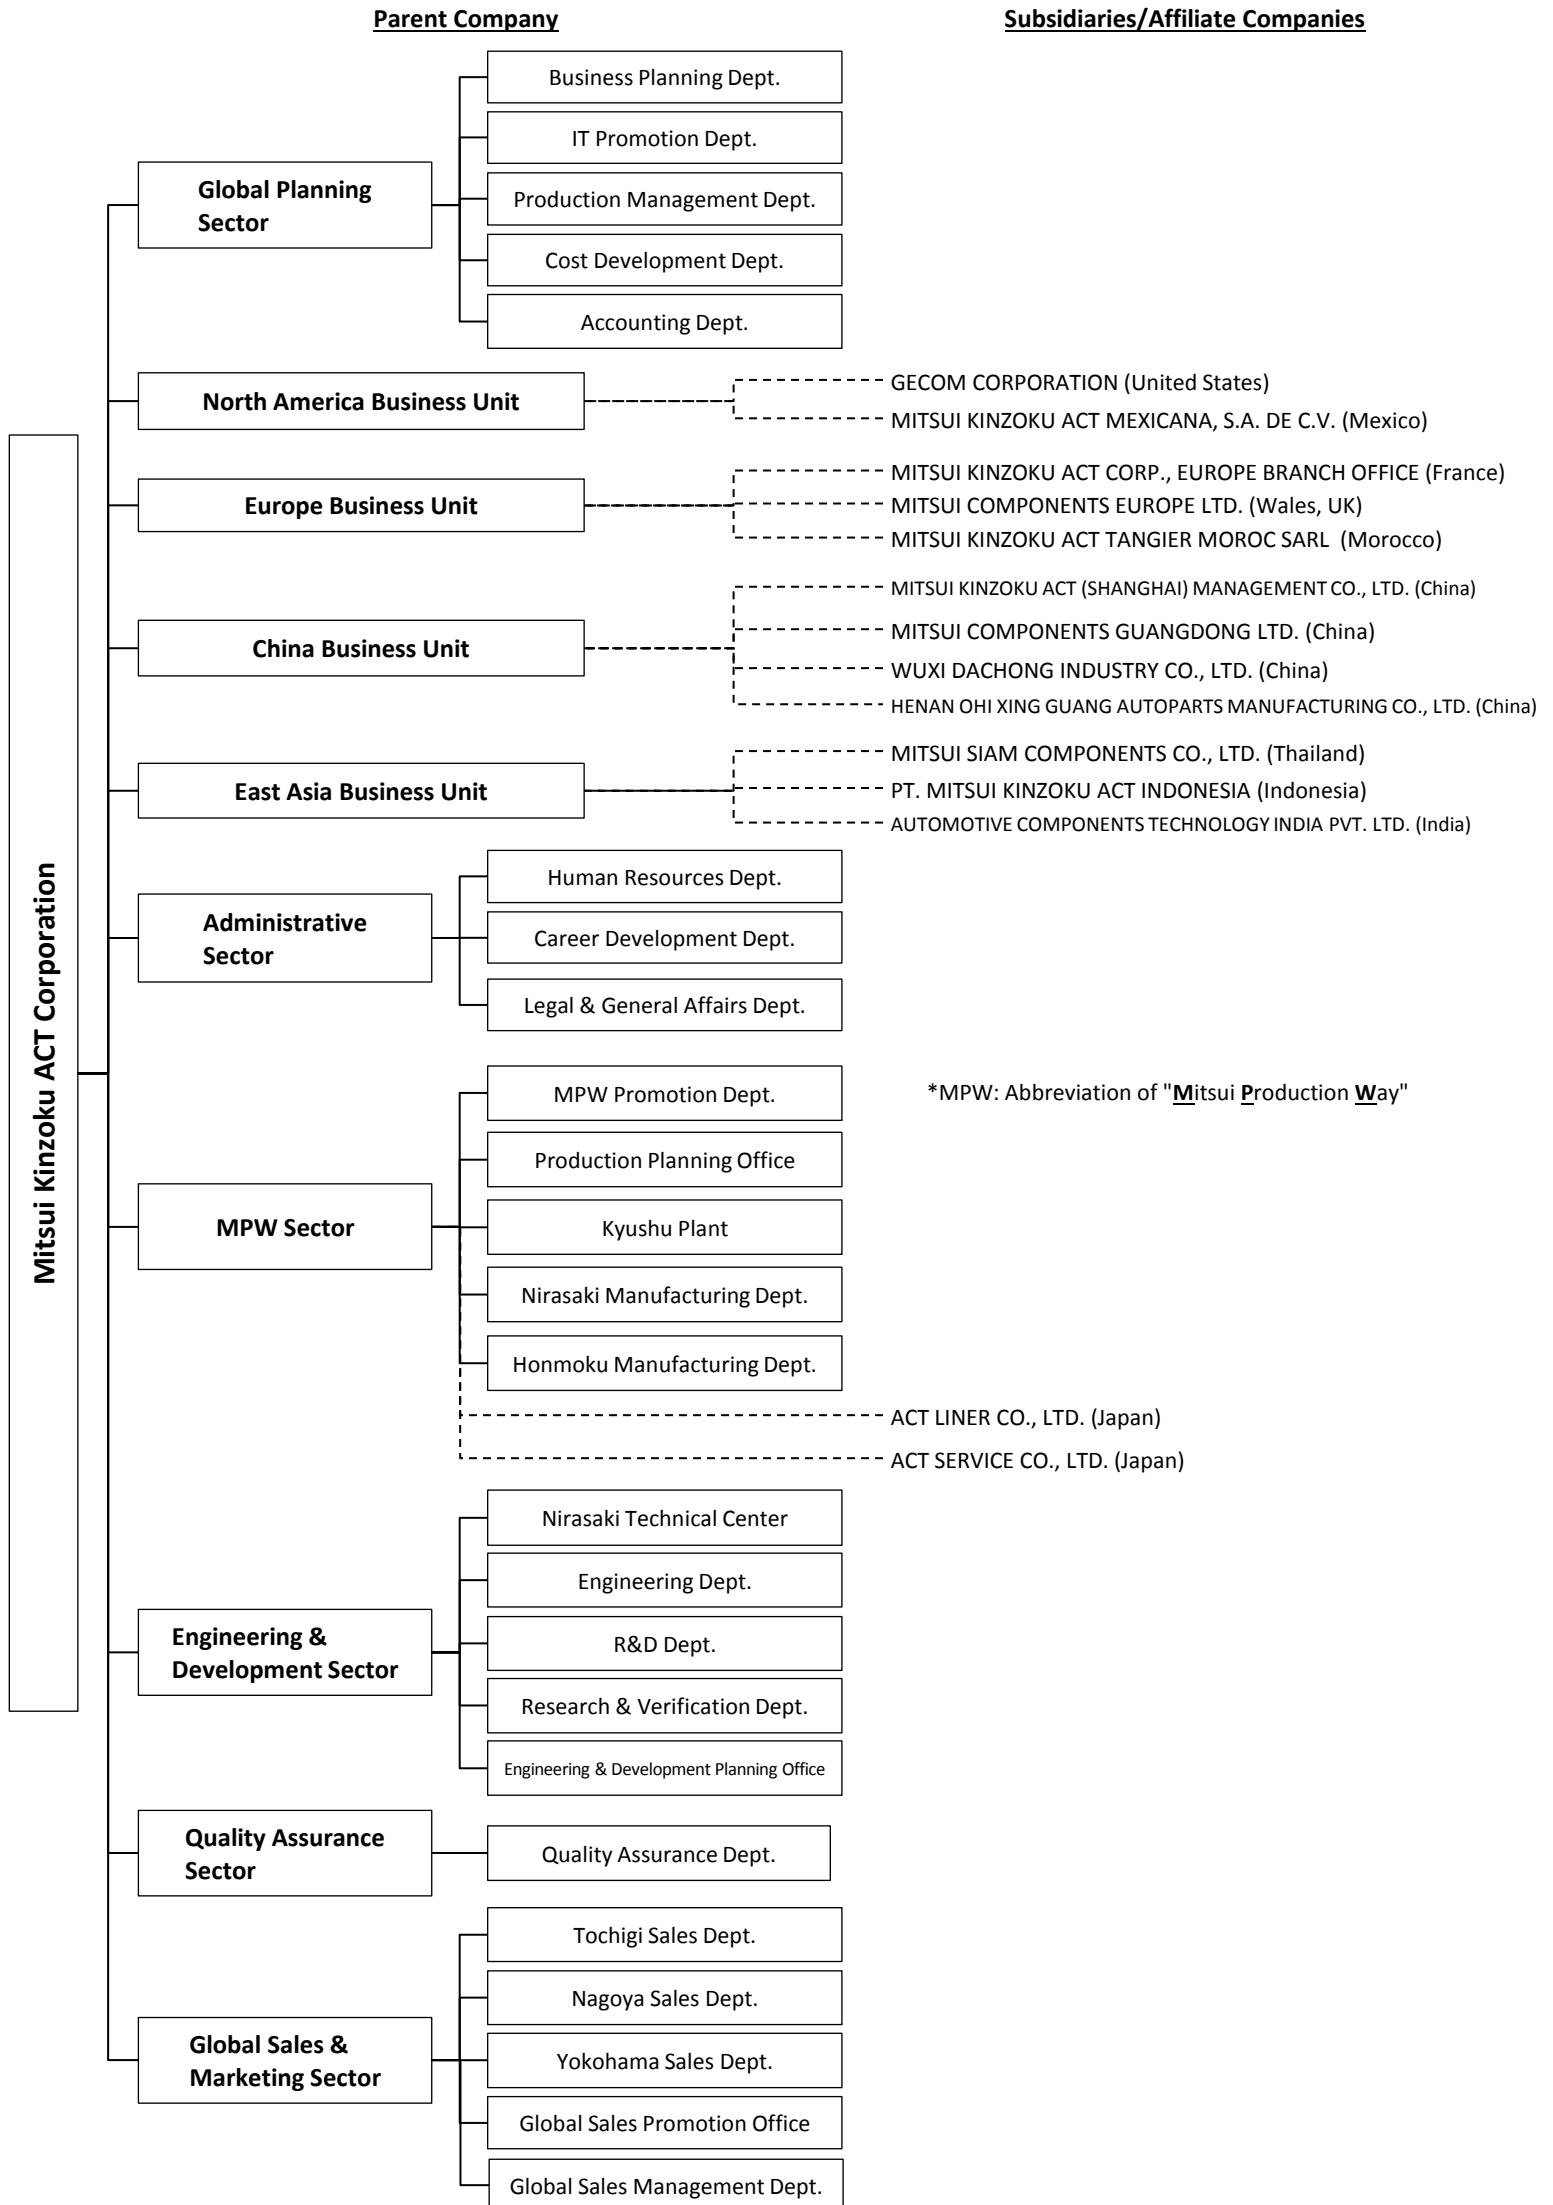 Parent Company
Subsidiaries/Affiliate Companies
Mitsui Kinzoku ACT Corporation
Global Planning
Sector
Business Planning Dept.
IT Promotion Dept.
Production Management Dept.
Cost Development Dept.
Accounting Dept.
North America Business Unit
GECOM CORPORATION (United States)
MITSUI KINZOKU ACT MEXICANA, S.A. DE C.V. (Mexico)
Europe Business Unit
MITSUI KINZOKU ACT CORP., EUROPE BRANCH OFFICE (France)
MITSUI COMPONENTS EUROPE LTD. (Wales, UK)
MITSUI KINZOKU ACT TANGIER MOROC SARL (Morocco)
China Business Unit
MITSUI KINZOKU ACT (SHANGHAI) MANAGEMENT CO., LTD. (China)
MITSUI COMPONENTS GUANGDONG LTD. (China)
WUXI DACHONG INDUSTRY CO., LTD. (China)
HENAN OHI XING GUANG AUTOPARTS MANUFACTURING CO., LTD. (China)
East Asia Business Unit
MITSUI SIAM COMPONENTS CO., LTD. (Thailand)
PT. MITSUI KINZOKU ACT INDONESIA (Indonesia)
AUTOMOTIVE COMPONENTS TECHNOLOGY INDIA PVT. LTD. (India)
Administrative
Sector
Human Resources Dept.
Career Development Dept.
Legal & General Affairs Dept.
MPW Sector
MPW Promotion Dept.
*MPW: Abbreviation of "Mitsui Production Way"
Production Planning Office
Kyushu Plant
Nirasaki Manufacturing Dept.
Honmoku Manufacturing Dept.
ACT LINER CO., LTD. (Japan)
ACT SERVICE CO., LTD. (Japan)
Engineering &
Development Sector
Nirasaki Technical Center
Engineering Dept.
R&D Dept.
Research & Verification Dept.
Engineering & Development Planning Office
Quality Assurance
Sector
Quality Assurance Dept.
Global Sales &
Marketing Sector
Tochigi Sales Dept.
Nagoya Sales Dept.
Yokohama Sales Dept.
Global Sales Promotion Office
Global Sales Management Dept.